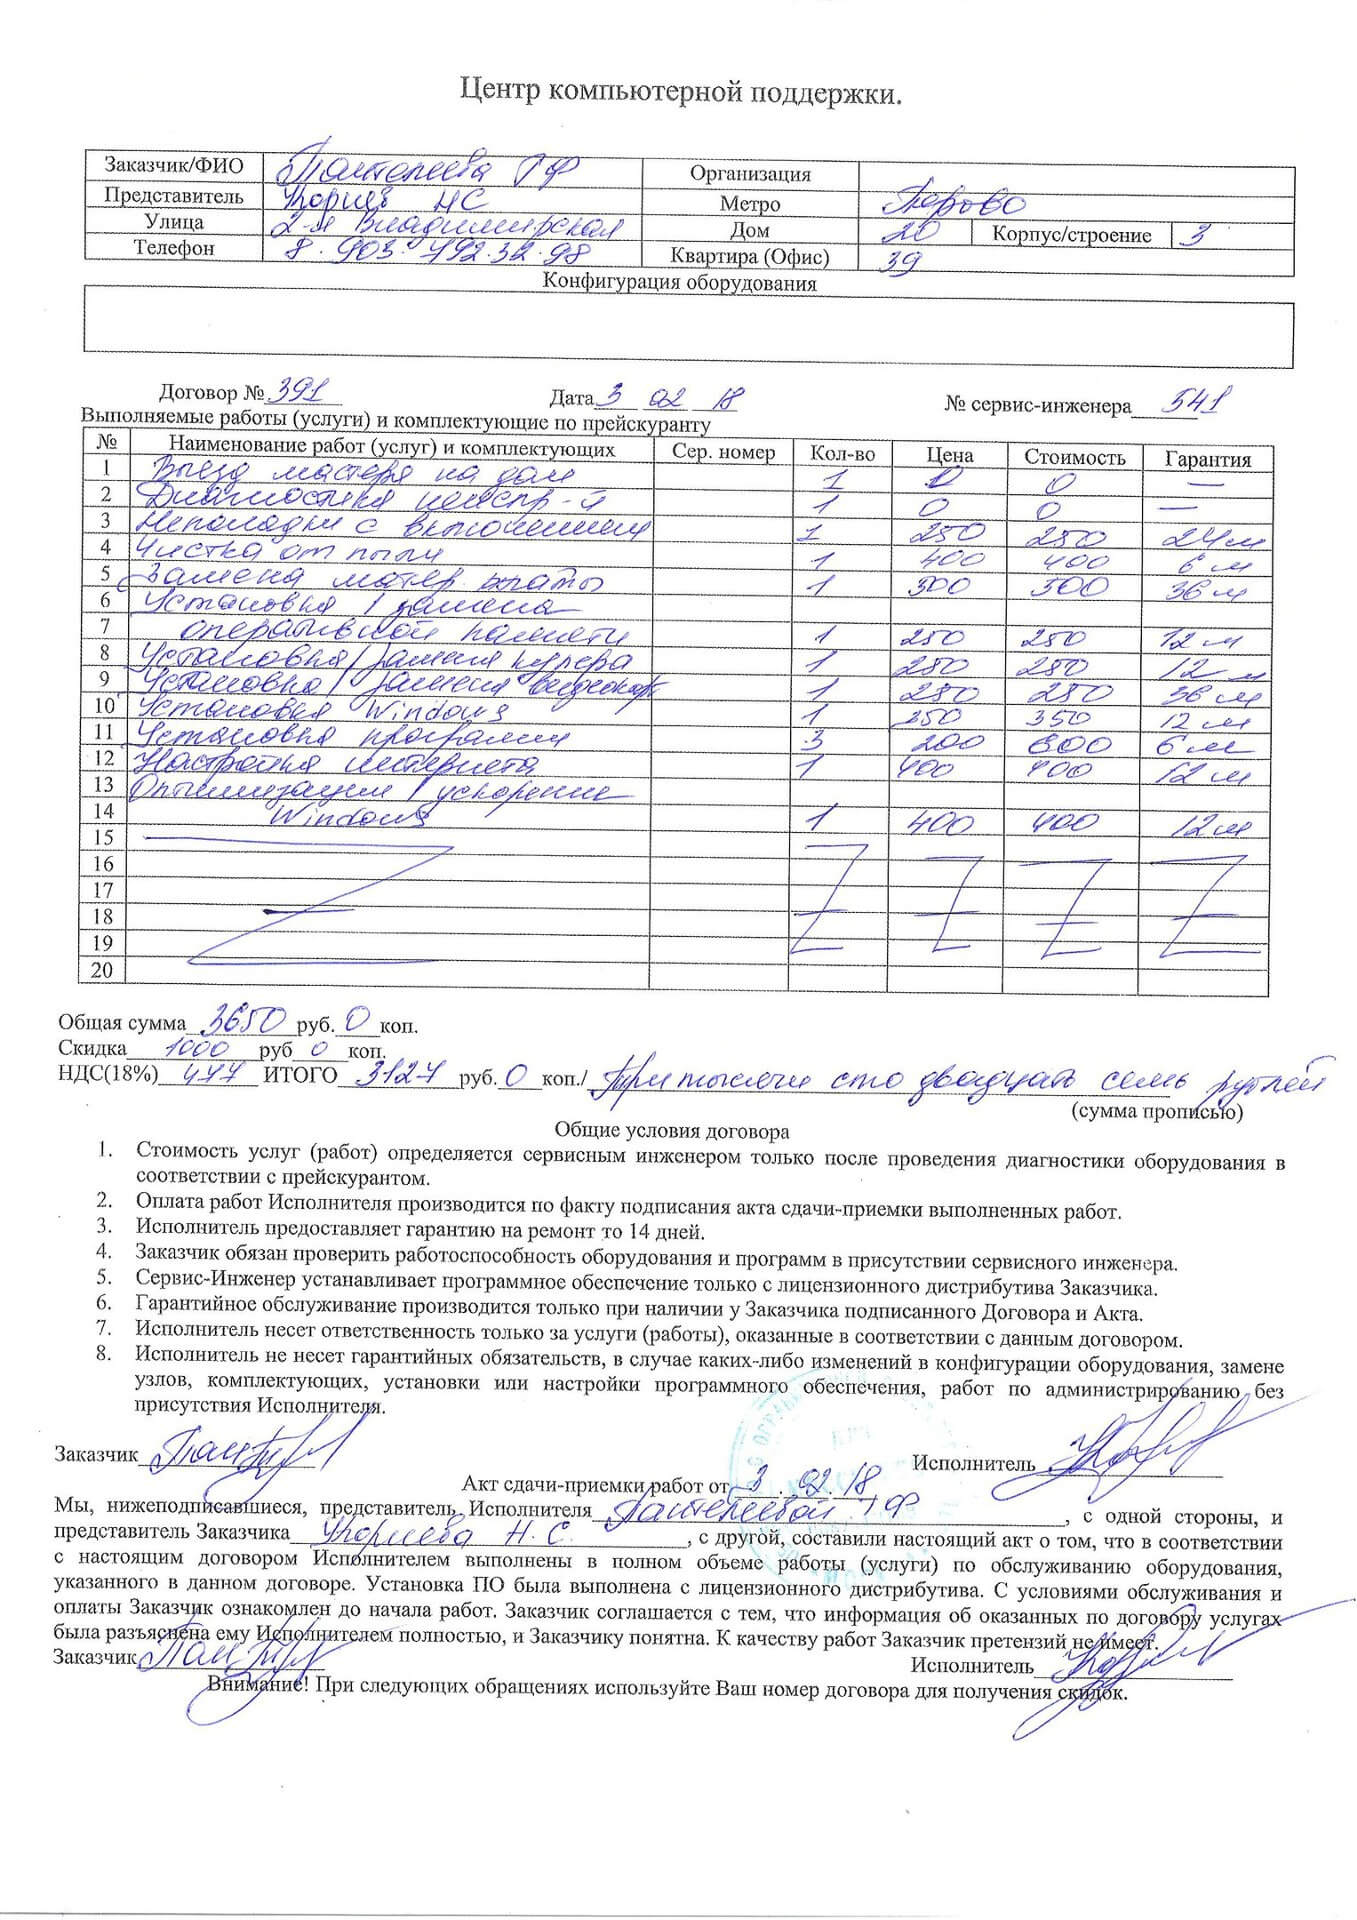 Центр компьютерной поддержки.
Заказчик/ФИО Пантелеева Г Ф Организация
Представитель Корнев Н С Метро Перово
Улица 2-я Владимирская Дом 20 Корпус/строение 3
Телефон 8·903·792·32·98 Квартира (Офис) 39
Конфигурация оборудования
Договор № 391 Дата 3 02 18 № сервис-инженера 541
Выполняемые работы (услуги) и комплектующие по прейскуранту
№ Наименование работ (услуг) и комплектующих Сер. номер Кол-во Цена Стоимость Гарантия
1 Выезд мастера на дом 1 0 0 —
2 Диагностика неиспр-й 1 0 0 —
3 Неполадки с включением 1 250 250 24 м
4 Чистка от пыли 1 400 400 6 м
5 Замена матер. платы 1 500 500 36 м
6 Установка / замена
7 оперативной памяти 1 250 250 12 м
8 Установка / замена кулера 1 250 250 12 м
9 Установка / замена видеокарт 1 250 250 36 м
10 Установка Windows 1 350 12 м
11 Установка программ 3 200 600 6 м
12 Настройка интернета 1 400 400 12 м
13 Оптимизация / ускорение
14 Windows 1 400 400 12 м
15
16
17
18
19
20
Общая сумма 3650 руб. 0 коп.
Скидка 1000 руб 0 коп.
НДС(18%) 477 ИТОГО 3127 руб. 0 коп./ Три тысячи сто двадцать семь рублей
(сумма прописью)
Общие условия договора
1. Стоимость услуг (работ) определяется сервисным инженером только после проведения диагностики оборудования в
соответствии с прейскурантом.
2. Оплата работ Исполнителя производится по факту подписания акта сдачи-приемки выполненных работ.
3. Исполнитель предоставляет гарантию на ремонт то 14 дней.
4. Заказчик обязан проверить работоспособность оборудования и программ в присутствии сервисного инженера.
5. Сервис-Инженер устанавливает программное обеспечение только с лицензионного дистрибутива Заказчика.
6. Гарантийное обслуживание производится только при наличии у Заказчика подписанного Договора и Акта.
7. Исполнитель несет ответственность только за услуги (работы), оказанные в соответствии с данным договором.
8. Исполнитель не несет гарантийных обязательств, в случае каких-либо изменений в конфигурации оборудования, замене
узлов, комплектующих, установки или настройки программного обеспечения, работ по администрированию без
присутствия Исполнителя.
Заказчик Исполнитель
Акт сдачи-приемки работ от 3 . 02 . 18
Мы, нижеподписавшиеся, представитель Исполнителя Пантелеевой Г Ф , с одной стороны, и
представитель Заказчика Корнева Н. С. , с другой, составили настоящий акт о том, что в соответствии
с настоящим договором Исполнителем выполнены в полном объеме работы (услуги) по обслуживанию оборудования,
указанного в данном договоре. Установка ПО была выполнена с лицензионного дистрибутива. С условиями обслуживания и
оплаты Заказчик ознакомлен до начала работ. Заказчик соглашается с тем, что информация об оказанных по договору услугах
была разъяснена ему Исполнителем полностью, и Заказчику понятна. К качеству работ Заказчик претензий не имеет.
Заказчик Исполнитель
Внимание! При следующих обращениях используйте Ваш номер договора для получения скидок.